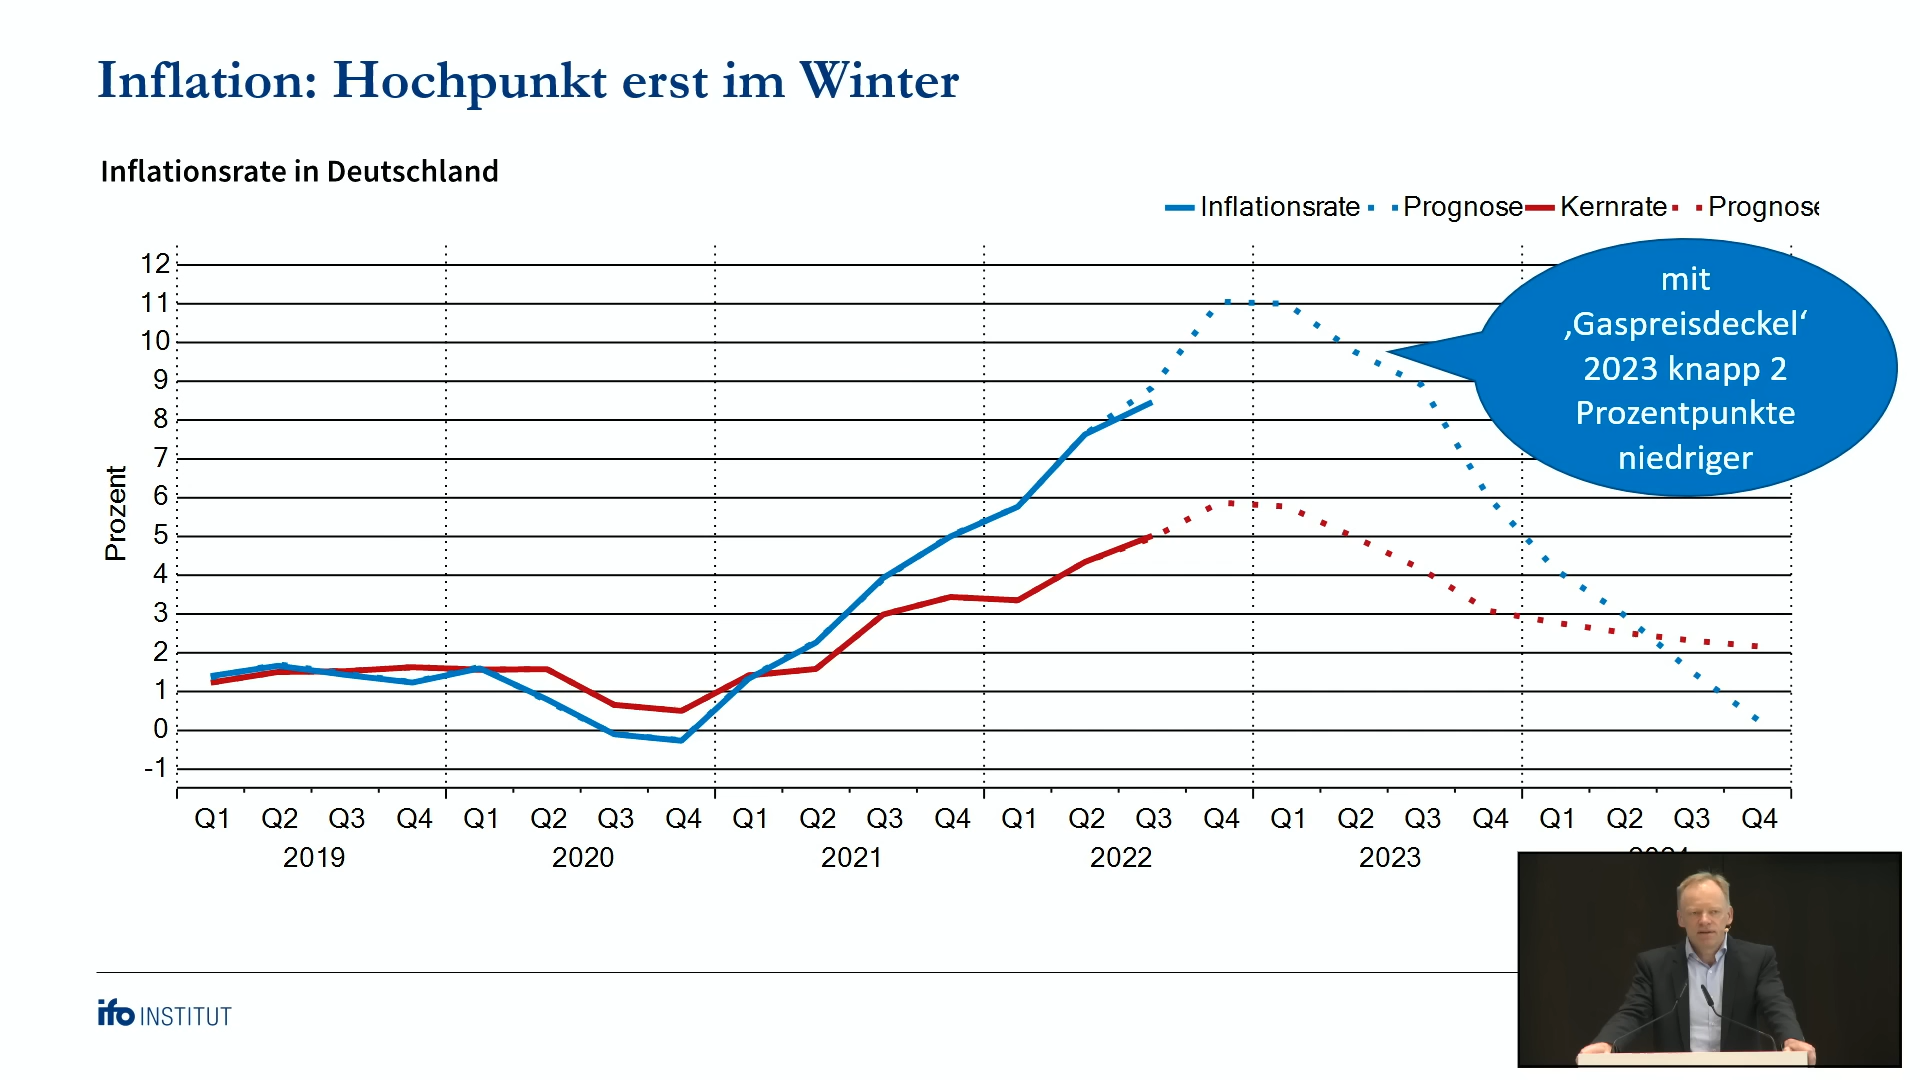 Inflation: Hochpunkt erst im Winter
Inflationsrate in Deutschland
Inflationsrate Prognose Kernrate Prognose
12
11
10
9
8
7
6
5
4
3
2
1
0
-1
Prozent
mit
‚Gaspreisdeckel‘
2023 knapp 2
Prozentpunkte
niedriger
Q1 Q2 Q3 Q4 Q1 Q2 Q3 Q4 Q1 Q2 Q3 Q4 Q1 Q2 Q3 Q4 Q1 Q2 Q3 Q4 Q1 Q2 Q3 Q4
2019 2020 2021 2022 2023
ifo INSTITUT